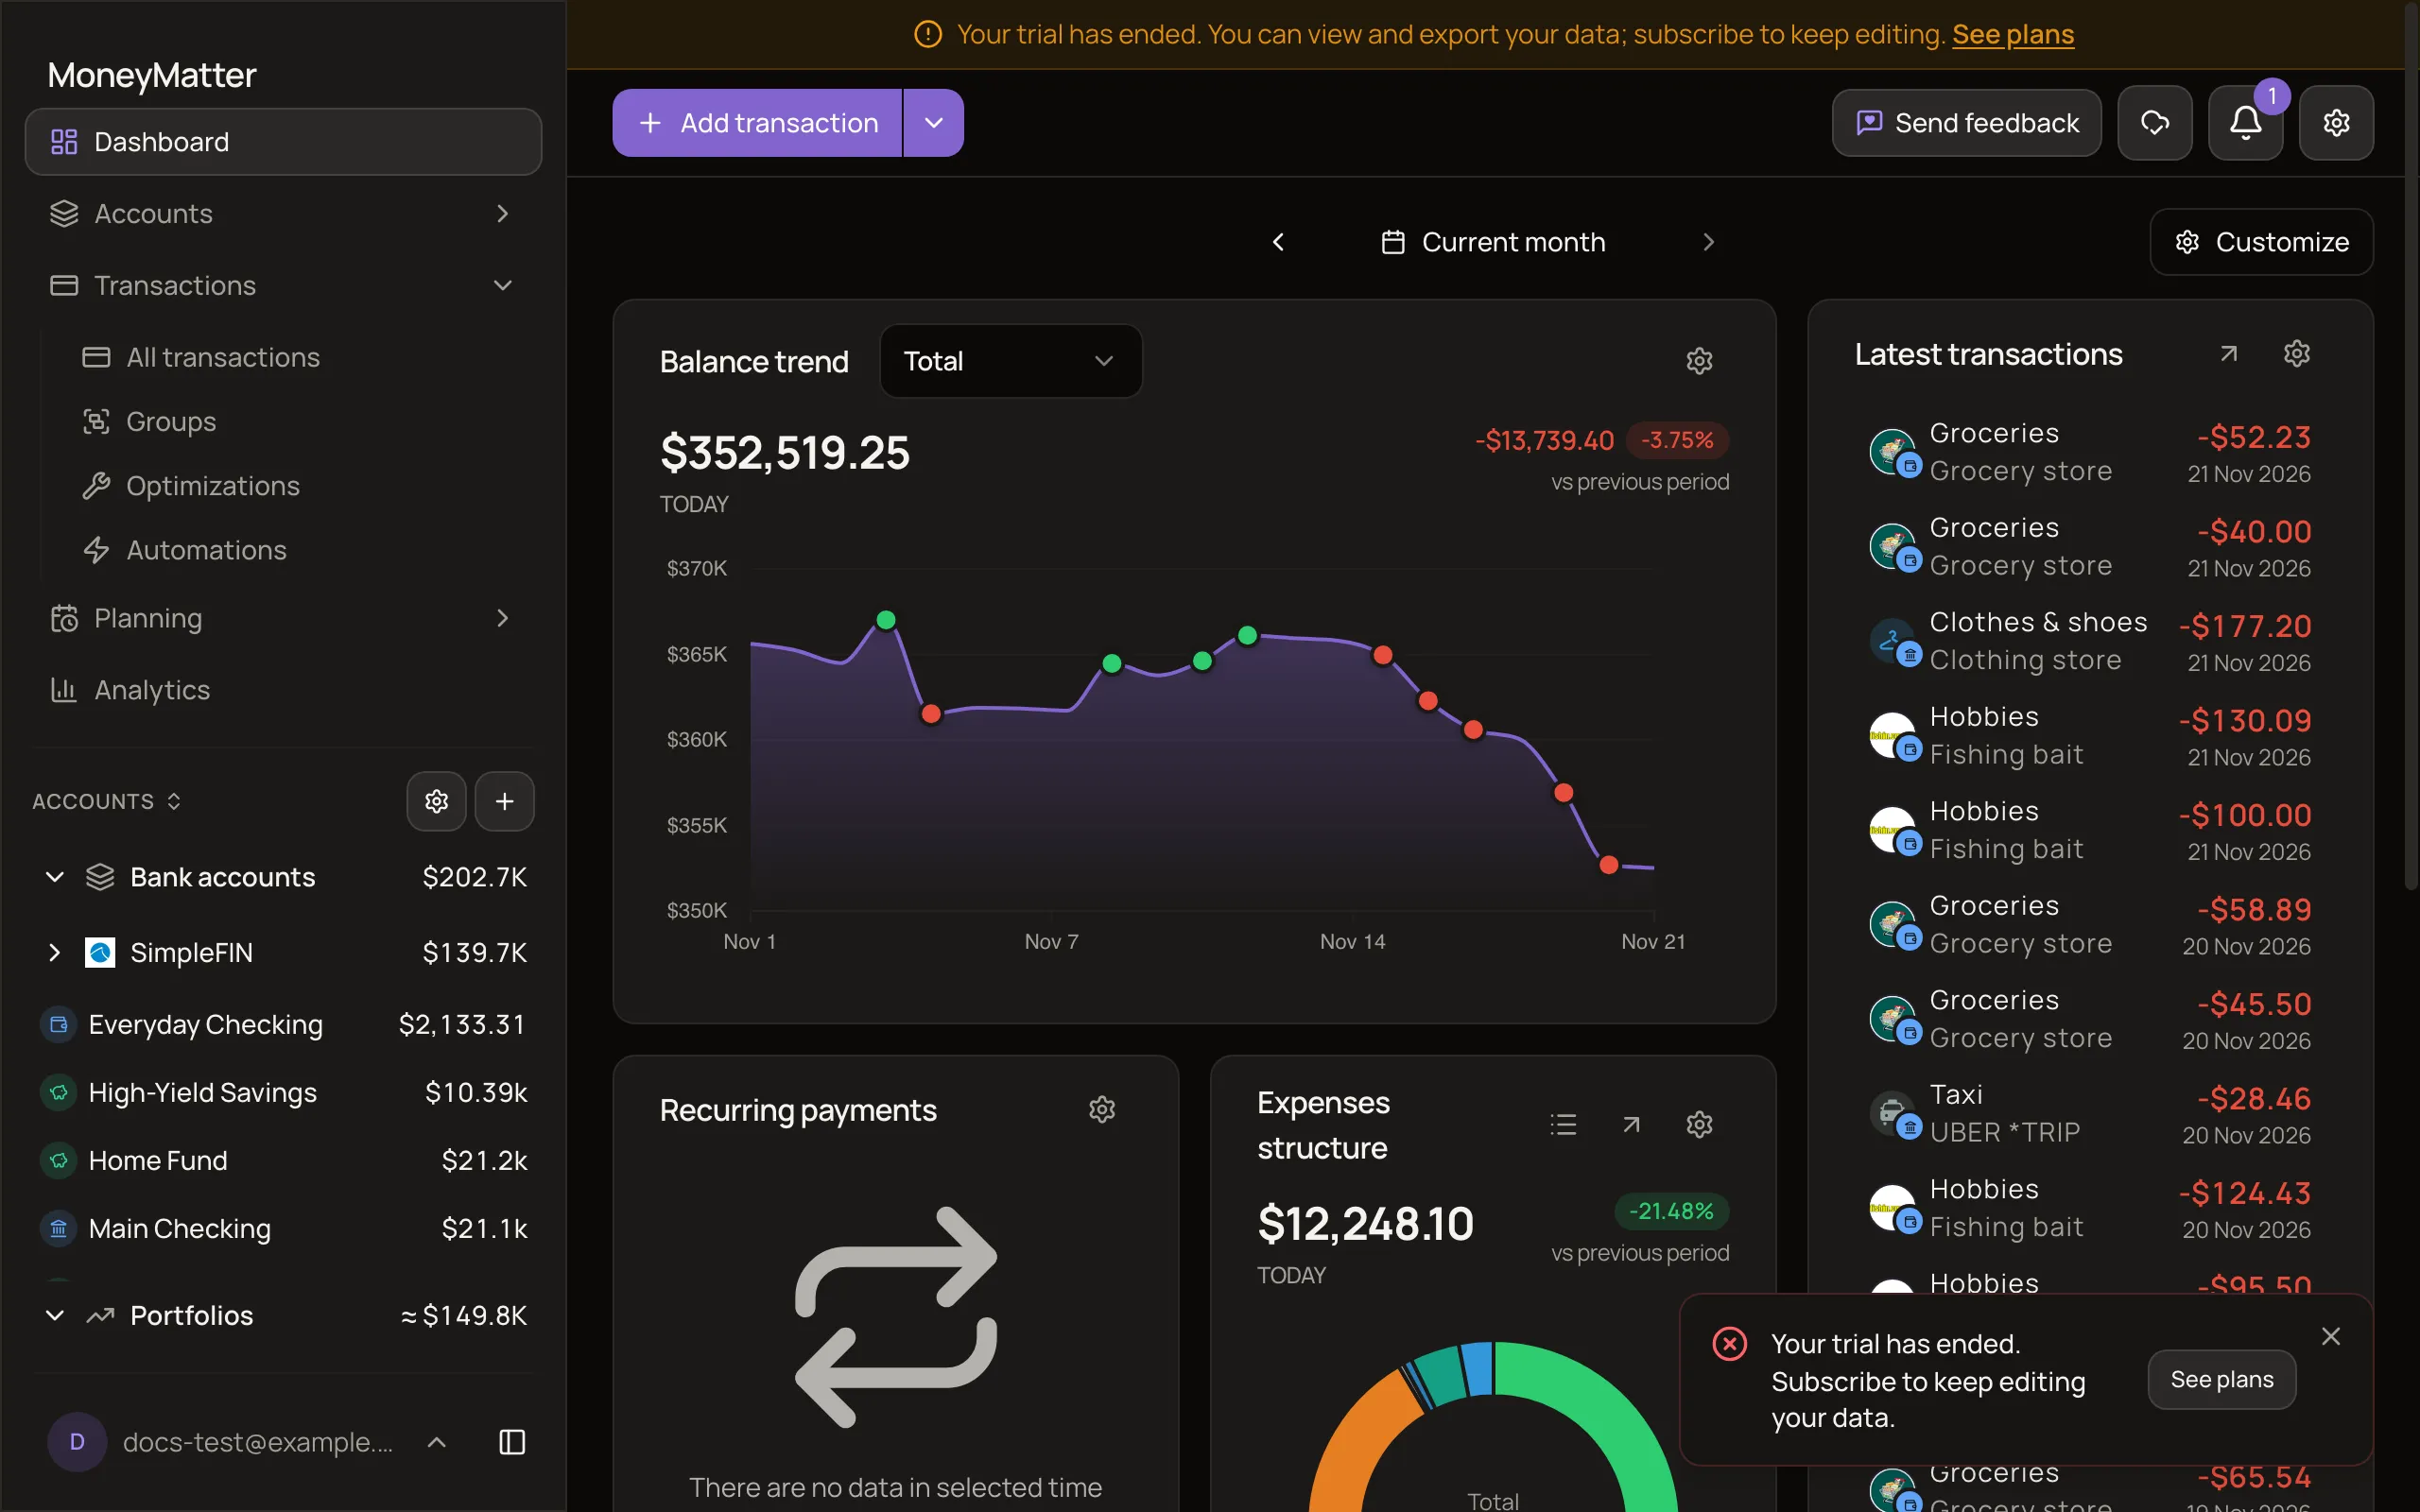 MoneyMatter
Dashboard
Accounts
Transactions
All transactions
Groups
Optimizations
Automations
Planning
Analytics
ACCOUNTS
Bank accounts $202.7K
SimpleFIN $139.7K
Everyday Checking $2,133.31
High-Yield Savings $10.39k
Home Fund $21.2k
Main Checking $21.1k
Portfolios ≈ $149.8K
D docs-test@example....
Your trial has ended. You can view and export your data; subscribe to keep editing. See plans
Add transaction
Send feedback
1
Current month
Customize
Balance trend
Total
$352,519.25
TODAY
-$13,739.40 -3.75%
vs previous period
$370K
$365K
$360K
$355K
$350K
Nov 1 Nov 7 Nov 14 Nov 21
Recurring payments
There are no data in selected time
Expenses
structure
$12,248.10
TODAY
-21.48%
vs previous period
Total
Latest transactions
Groceries -$52.23
Grocery store 21 Nov 2026
Groceries -$40.00
Grocery store 21 Nov 2026
Clothes & shoes -$177.20
Clothing store 21 Nov 2026
Hobbies -$130.09
Fishing bait 21 Nov 2026
Hobbies -$100.00
Fishing bait 21 Nov 2026
Groceries -$58.89
Grocery store 20 Nov 2026
Groceries -$45.50
Grocery store 20 Nov 2026
Taxi -$28.46
UBER *TRIP 20 Nov 2026
Hobbies -$124.43
Fishing bait 20 Nov 2026
Hobbies -$95.50
Your trial has ended.
Subscribe to keep editing
your data.
See plans
Groceries -$65.54
Grocery store 19 Nov 2026